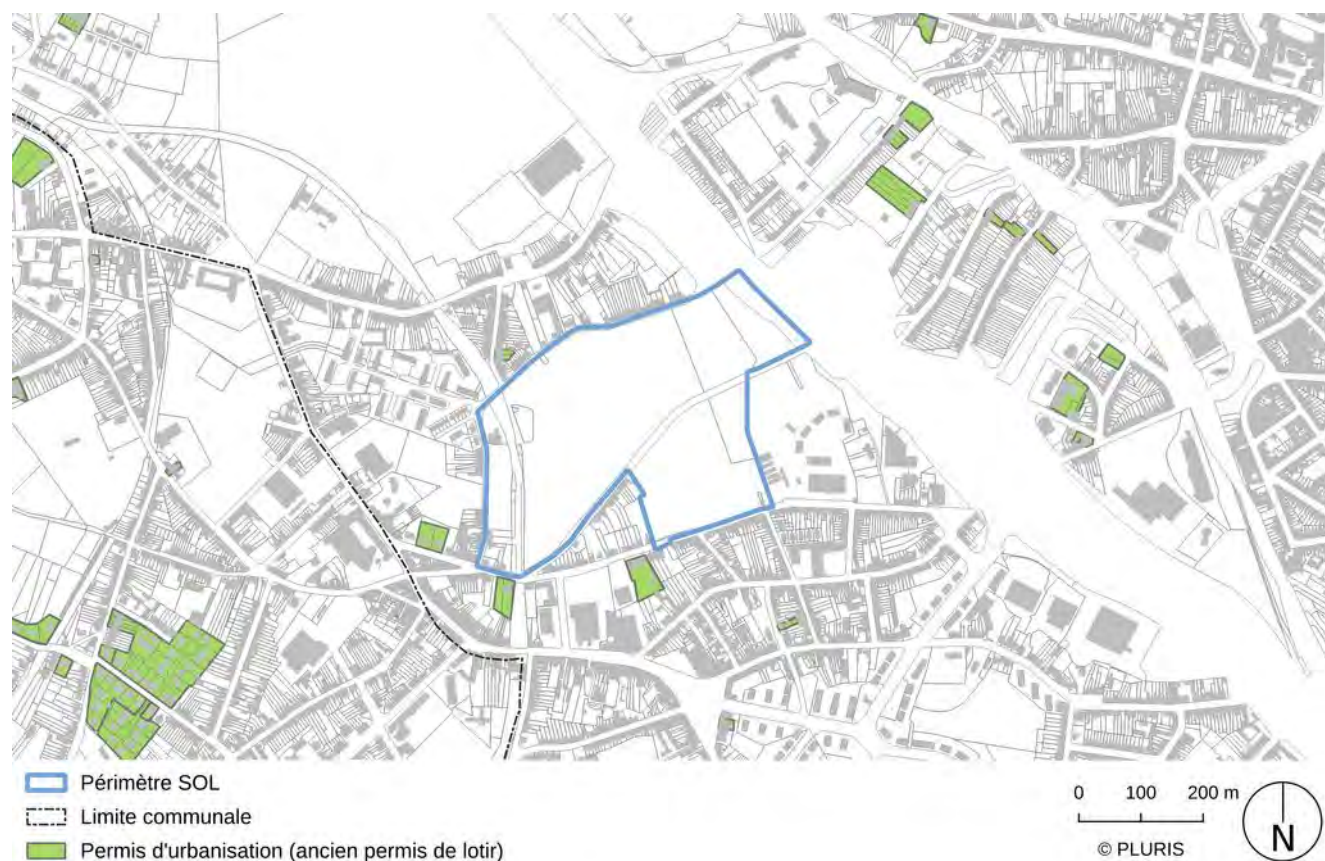 Périmètre SOL
Limite communale
Permis d'urbanisation (ancien permis de lotir)
0 100 200 m
© PLURIS
N